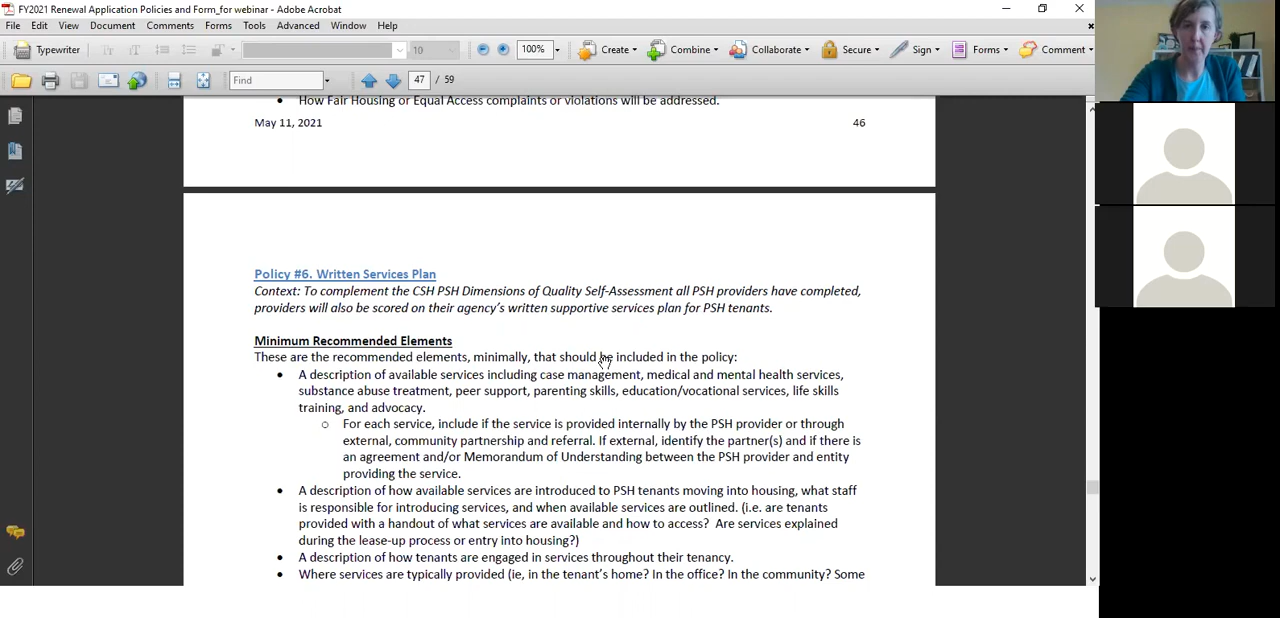 FY2021 Renewal Application Policies and Form_for webinar - Adobe Acrobat
File Edit View Document Comments Forms Tools Advanced Window Help
Typewriter 10 100% Create Combine Collaborate Secure Sign Forms Comment
Find 47 / 59
• How Fair Housing or Equal Access complaints or violations will be addressed.
May 11, 2021 46
Policy #6. Written Services Plan
Context: To complement the CSH PSH Dimensions of Quality Self-Assessment all PSH providers have completed,
providers will also be scored on their agency's written supportive services plan for PSH tenants.
Minimum Recommended Elements
These are the recommended elements, minimally, that should be included in the policy:
• A description of available services including case management, medical and mental health services,
substance abuse treatment, peer support, parenting skills, education/vocational services, life skills
training, and advocacy.
o For each service, include if the service is provided internally by the PSH provider or through
external, community partnership and referral. If external, identify the partner(s) and if there is
an agreement and/or Memorandum of Understanding between the PSH provider and entity
providing the service.
• A description of how available services are introduced to PSH tenants moving into housing, what staff
is responsible for introducing services, and when available services are outlined. (i.e. are tenants
provided with a handout of what services are available and how to access? Are services explained
during the lease-up process or entry into housing?)
• A description of how tenants are engaged in services throughout their tenancy.
• Where services are typically provided (ie, in the tenant's home? In the office? In the community? Some